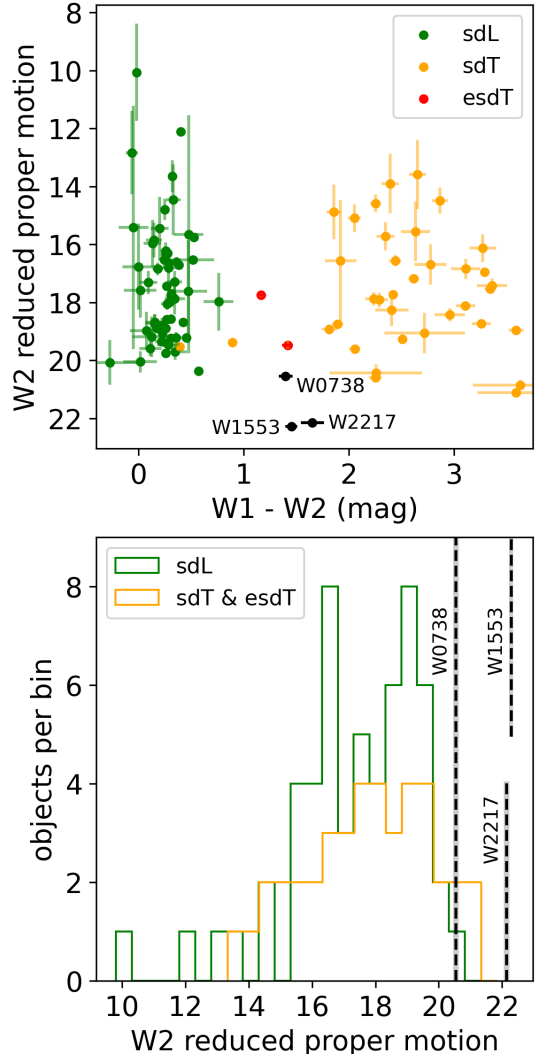 8
10
12
14
16
18
20
22
W2 reduced proper motion
sdL
sdT
esdT
W0738
W1553
W2217
0
1
2
3
W1 - W2 (mag)
8
6
4
2
0
objects per bin
sdL
sdT & esdT
W0738
W1553
W2217
10
12
14
16
18
20
22
W2 reduced proper motion